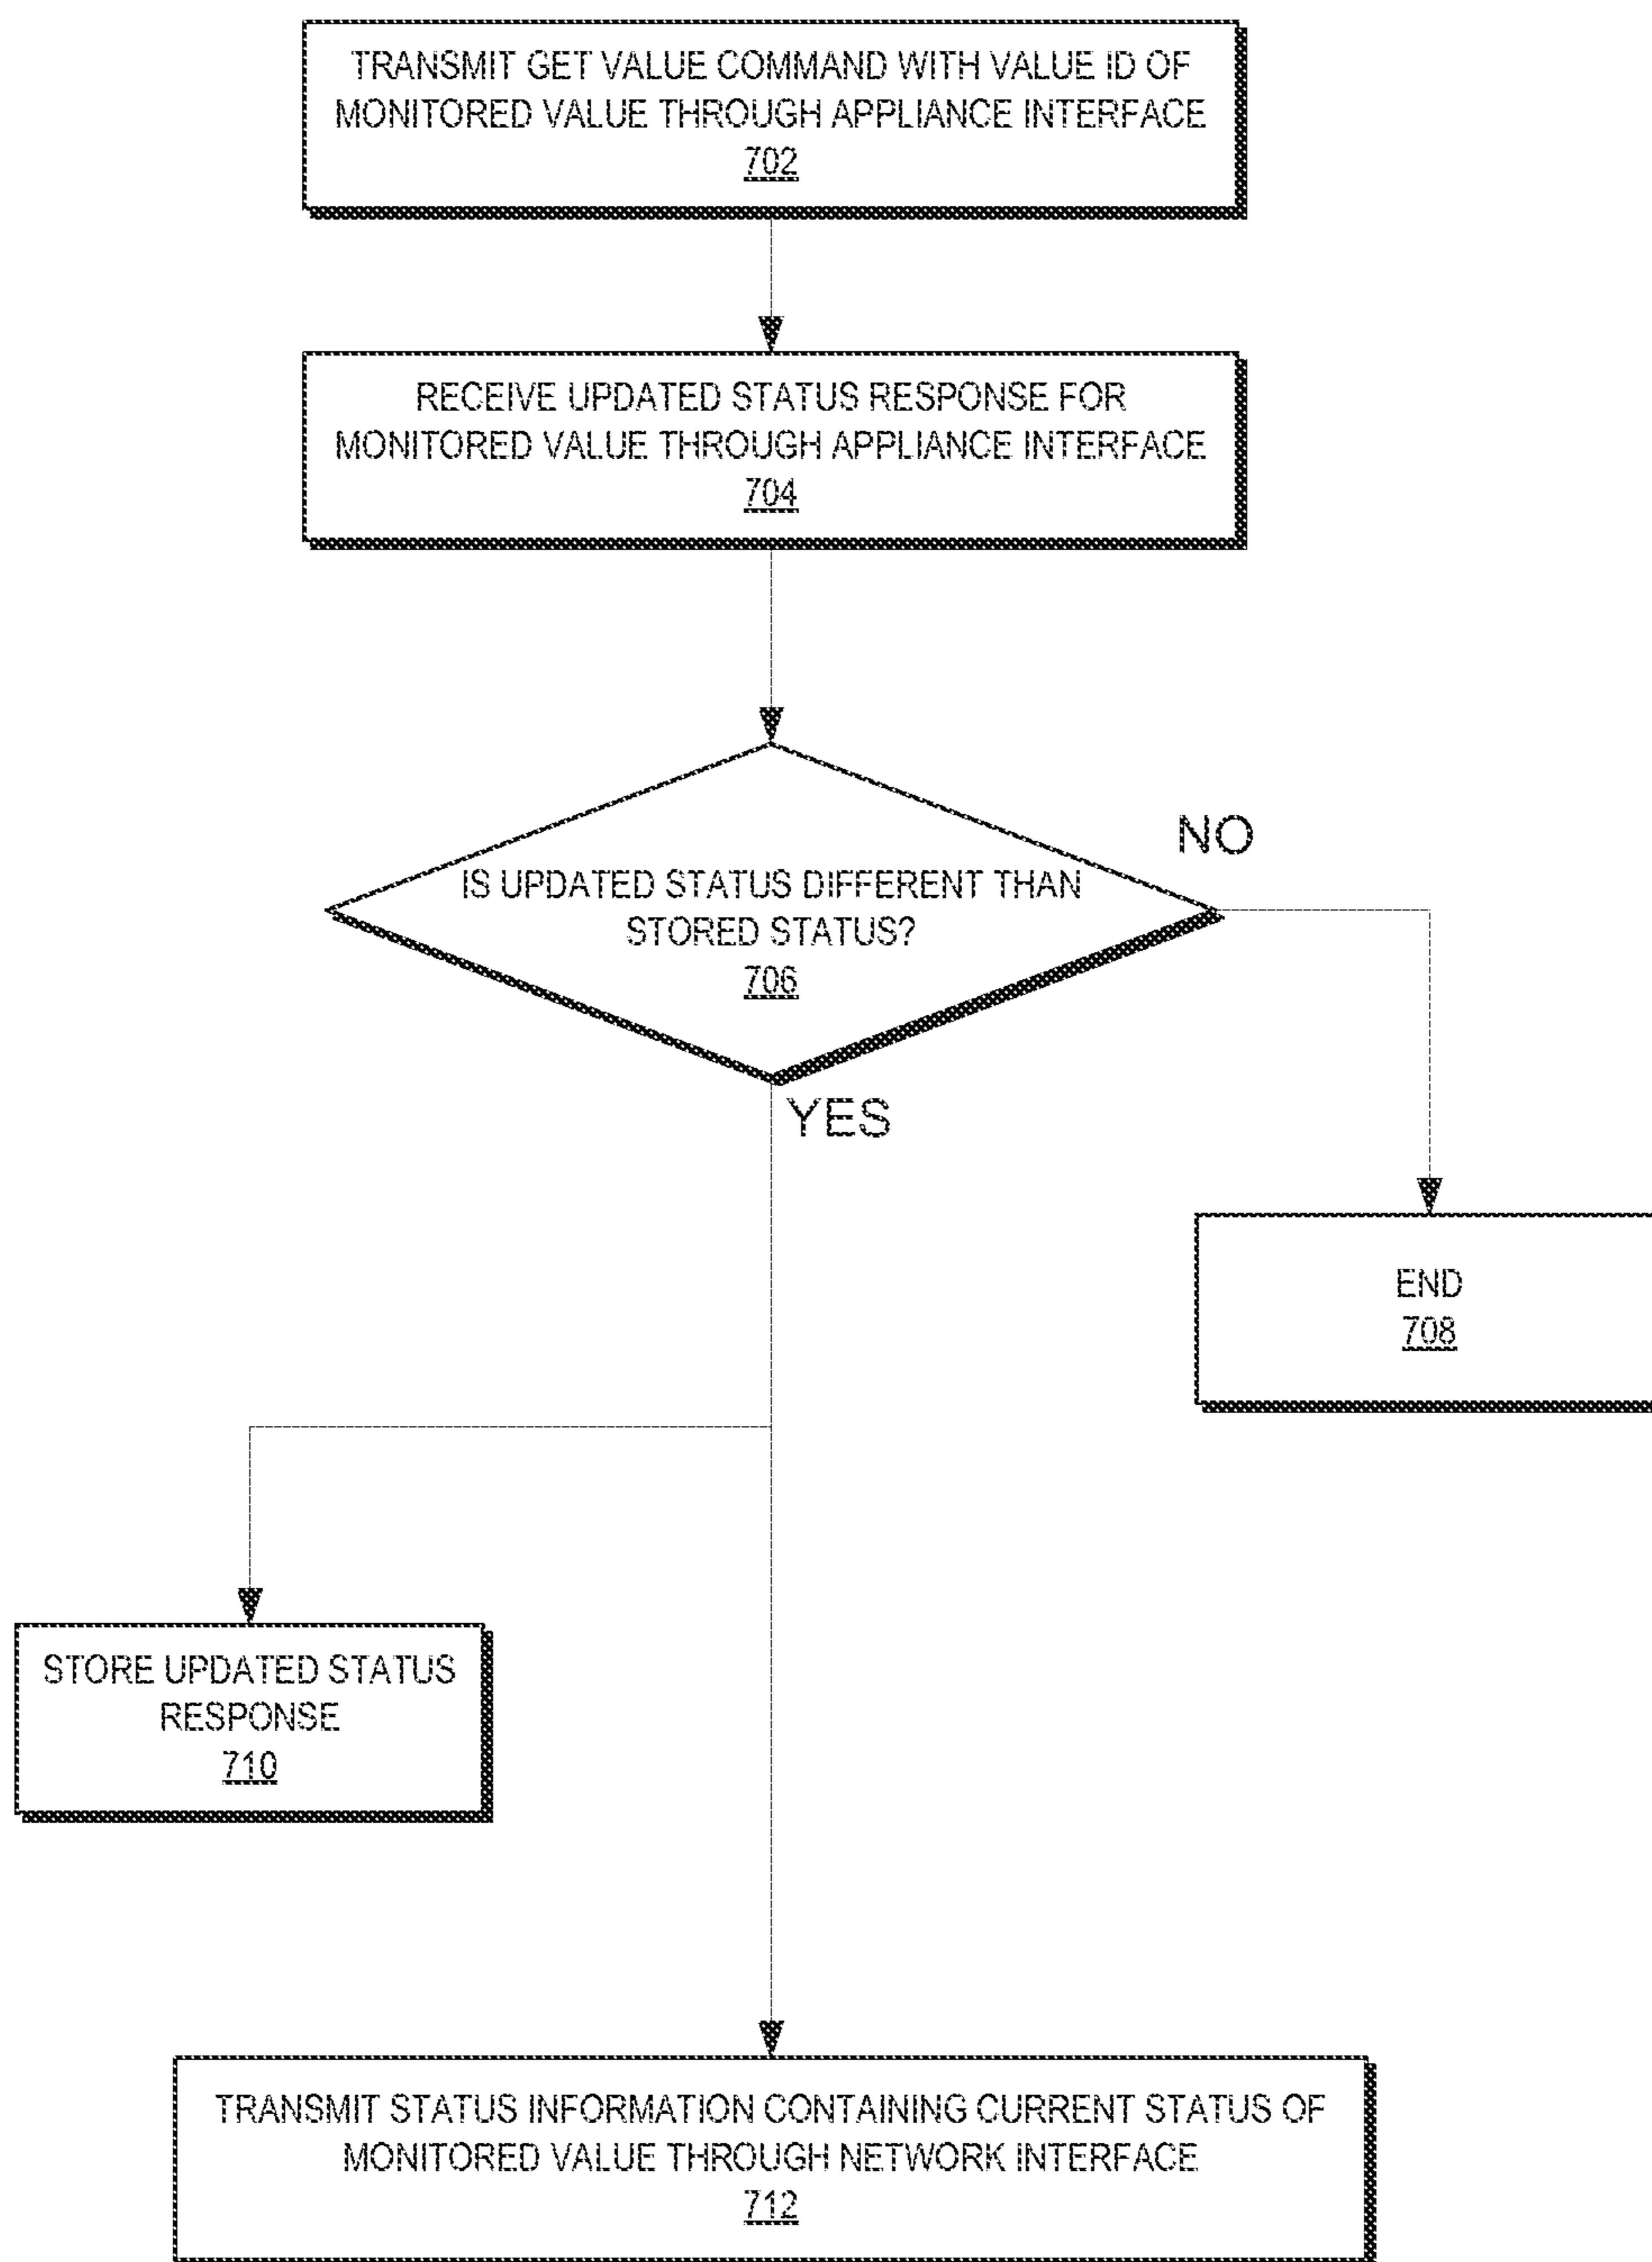 TRANSMIT GET VALUE COMMAND WITH VALUE ID OF
MONITORED VALUE THROUGH APPLIANCE INTERFACE
702
RECEIVE UPDATED STATUS RESPONSE FOR
MONITORED VALUE THROUGH APPLIANCE INTERFACE
704
NO
IS UPDATED STATUS DIFFERENT THAN
STORED STATUS?
706
YES
END
708
STORE UPDATED STATUS
RESPONSE
710
TRANSMIT STATUS INFORMATION CONTAINING CURRENT STATUS OF
MONITORED VALUE THROUGH NETWORK INTERFACE
712